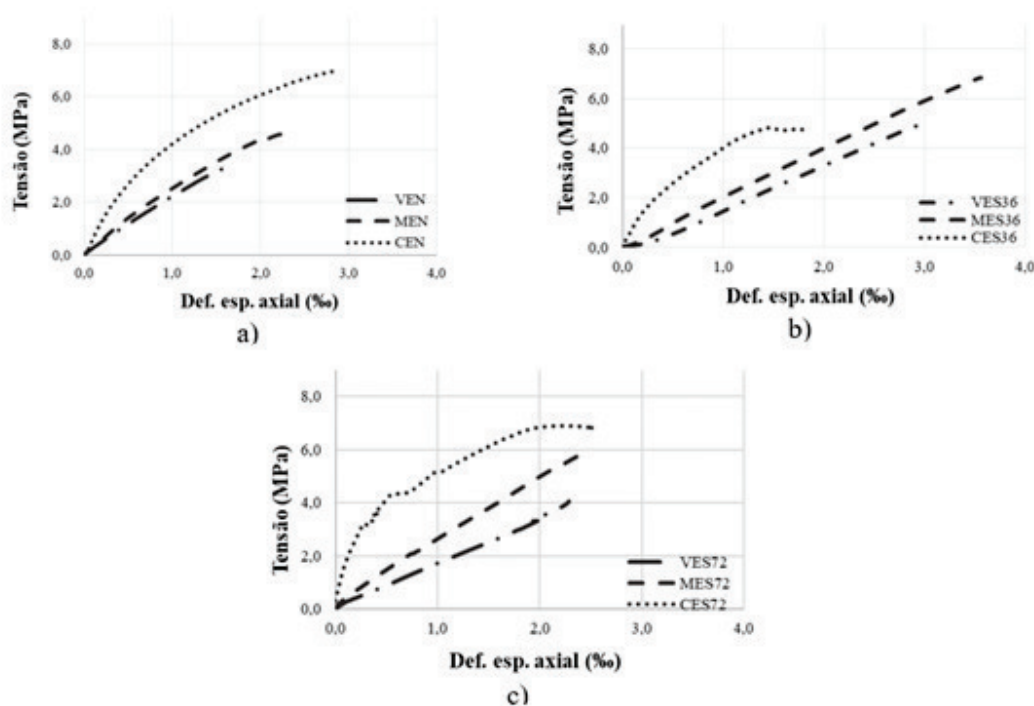 8,0
6,0
4,0
2,0
0,0
Tensão (MPa)
VEN
MEN
CEN
0,0 1,0 2,0 3,0 4,0
Def. esp. axial (‰)
a)
8,0
6,0
4,0
2,0
0,0
Tensão (MPa)
VES36
MES36
CES36
0,0 1,0 2,0 3,0 4,0
Def. esp. axial (‰)
b)
8,0
6,0
4,0
2,0
0,0
Tensão (MPa)
VES72
MES72
CES72
0,0 1,0 2,0 3,0 4,0
Def. esp. axial (‰)
c)